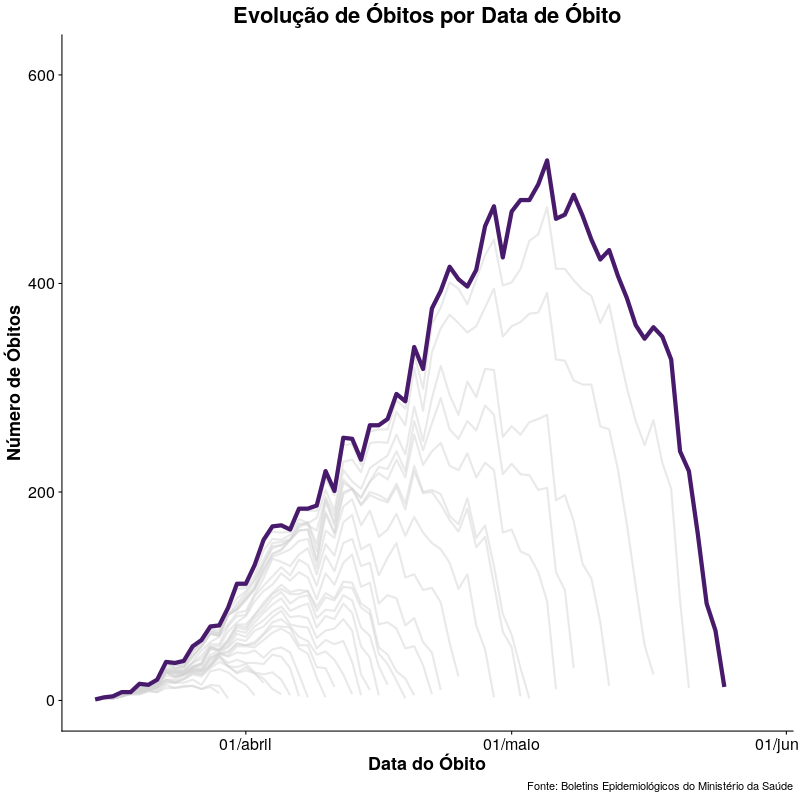 Evolução de Óbitos por Data de Óbito
600
400
200
0
Número de Óbitos
01/abril
01/maio
01/jun
Data do Óbito
Fonte: Boletins Epidemiológicos do Ministério da Saúde